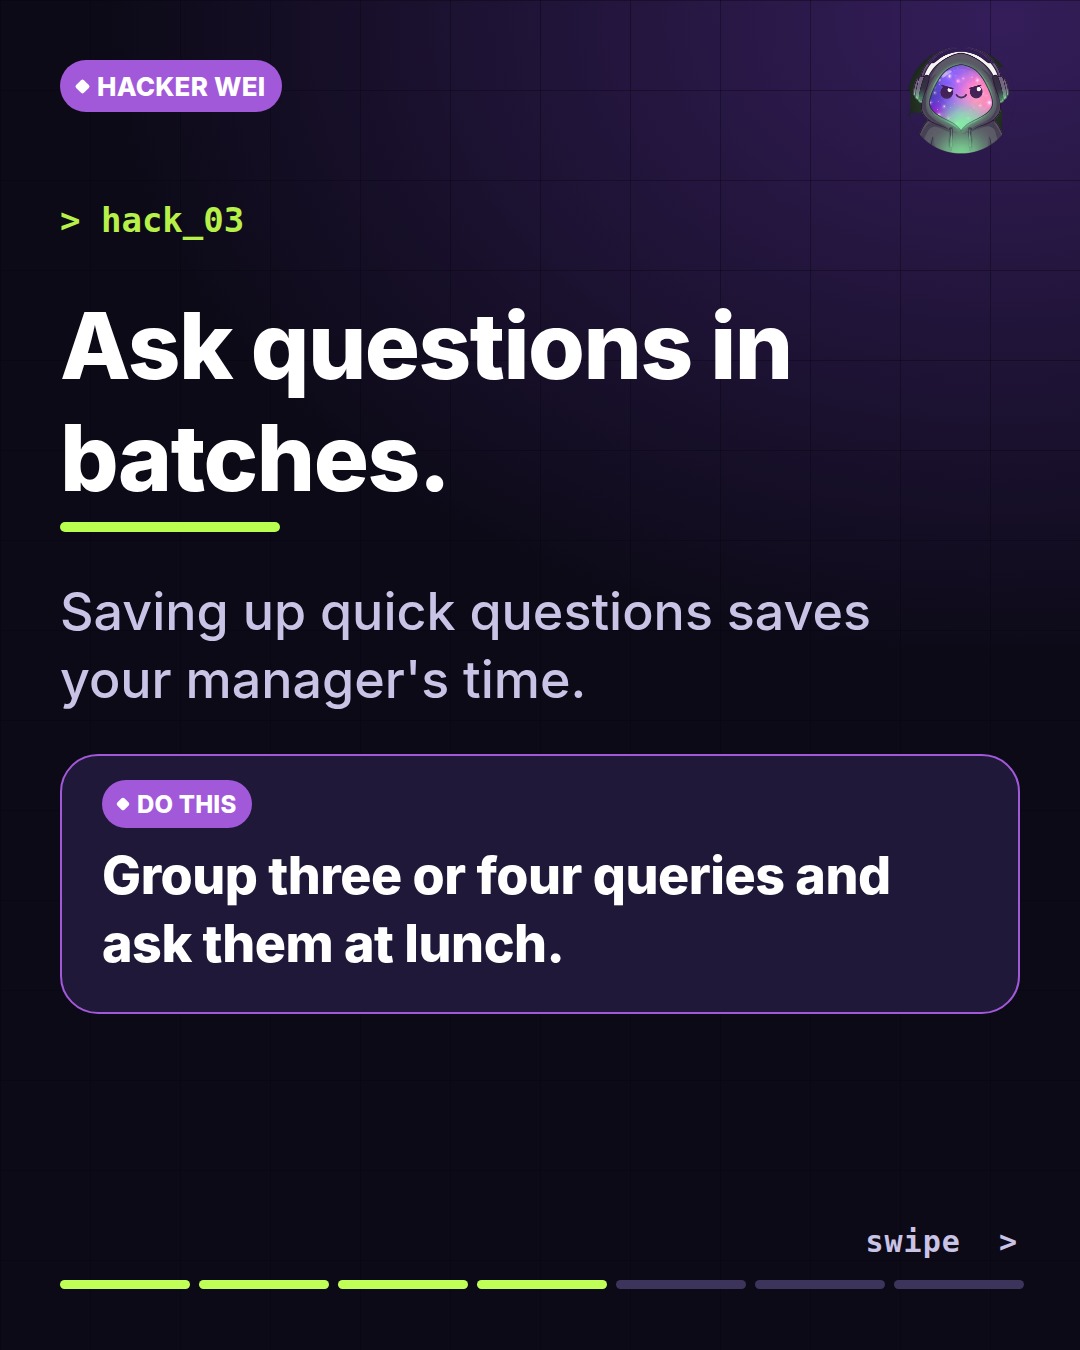 HACKER WEI
> hack_03
Ask questions in
batches.
Saving up quick questions saves
your manager's time.
DO THIS
Group three or four queries and
ask them at lunch.
swipe >